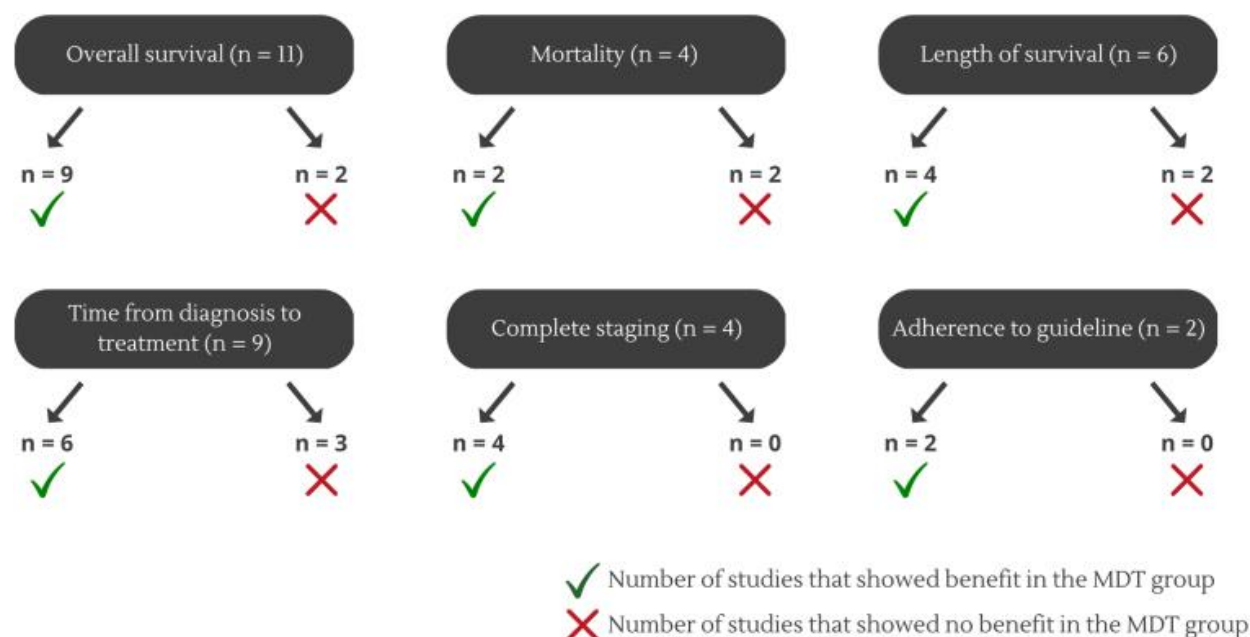 Overall survival (n = 11)
Mortality (n = 4)
Length of survival (n = 6)
n = 9
n = 2
n = 2
n = 2
n = 4
n = 2
Time from diagnosis to
treatment (n = 9)
Complete staging (n = 4)
Adherence to guideline (n = 2)
n = 6
n = 3
n = 4
n = 0
n = 2
n = 0
Number of studies that showed benefit in the MDT group
Number of studies that showed no benefit in the MDT group